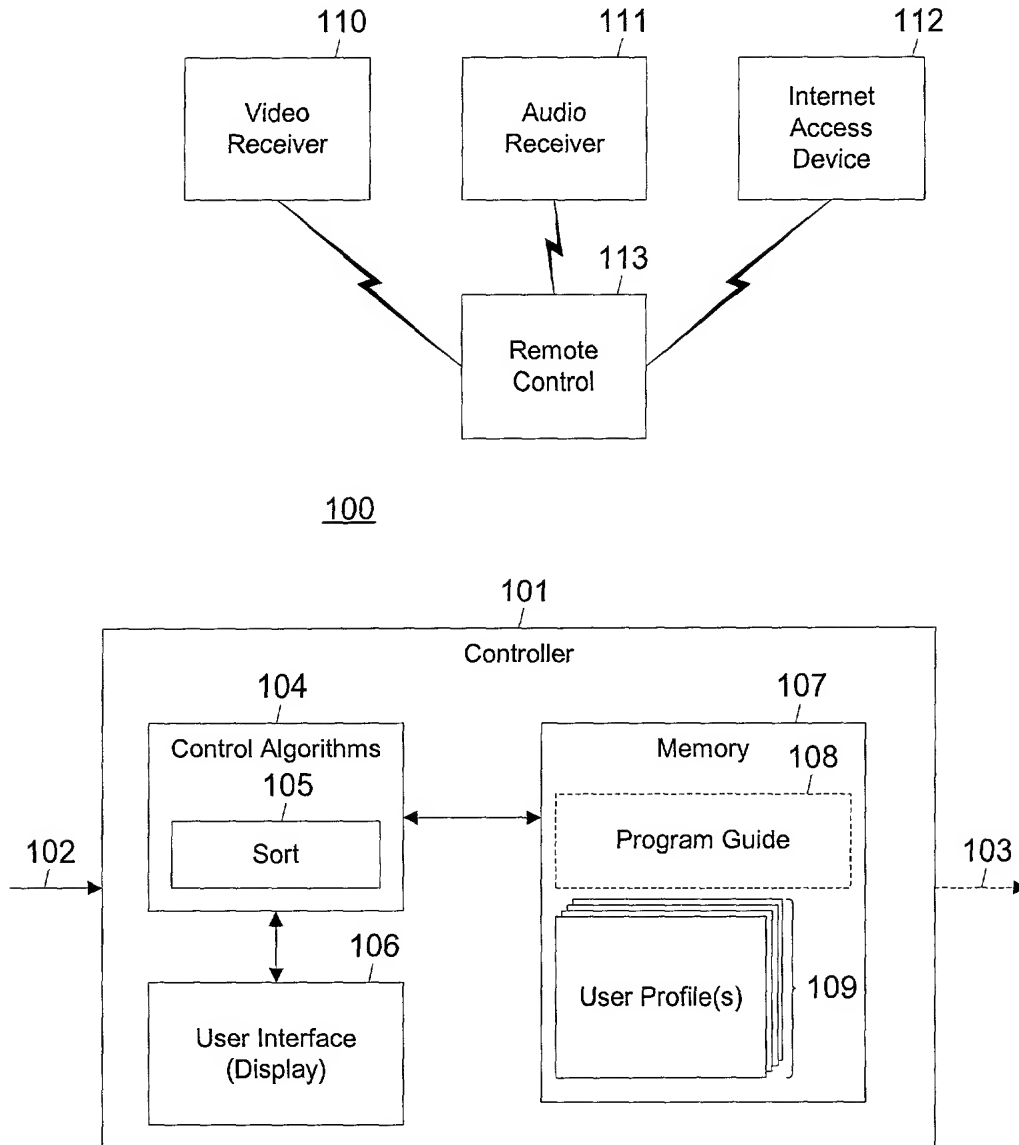 110
111
112
Video
Receiver
Audio
Receiver
Internet
Access
Device
113
Remote
Control
100
101
Controller
104
107
Control Algorithms
Memory
105
108
Sort
Program Guide
102
103
106
User Interface
(Display)
User Profile(s)
109